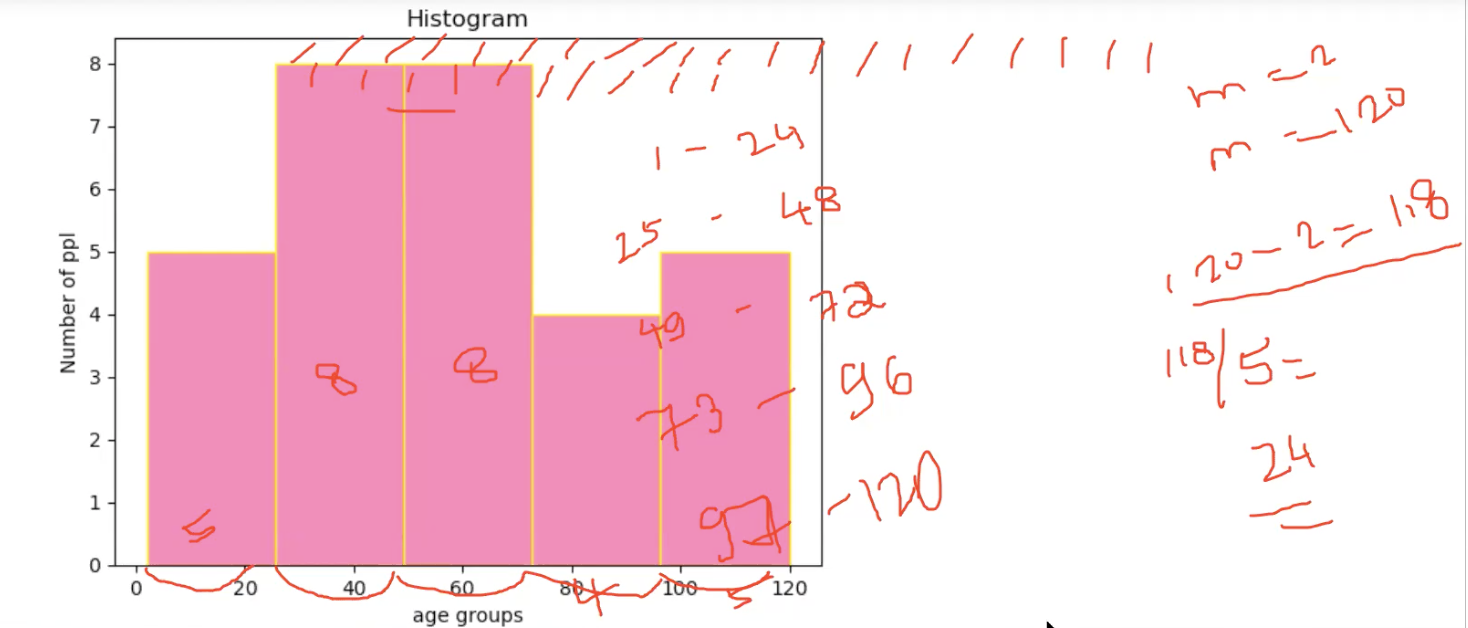 Histogram
8
7
6
5
4
3
2
1
0
Number of ppl
0 20 40 60 80 100 120
age groups
5
8
8
4
5
1 - 24
25 - 48
49 - 72
73 - 96
97 - 120
m = 2
m = 120
120 - 2 = 118
118/5 =
24